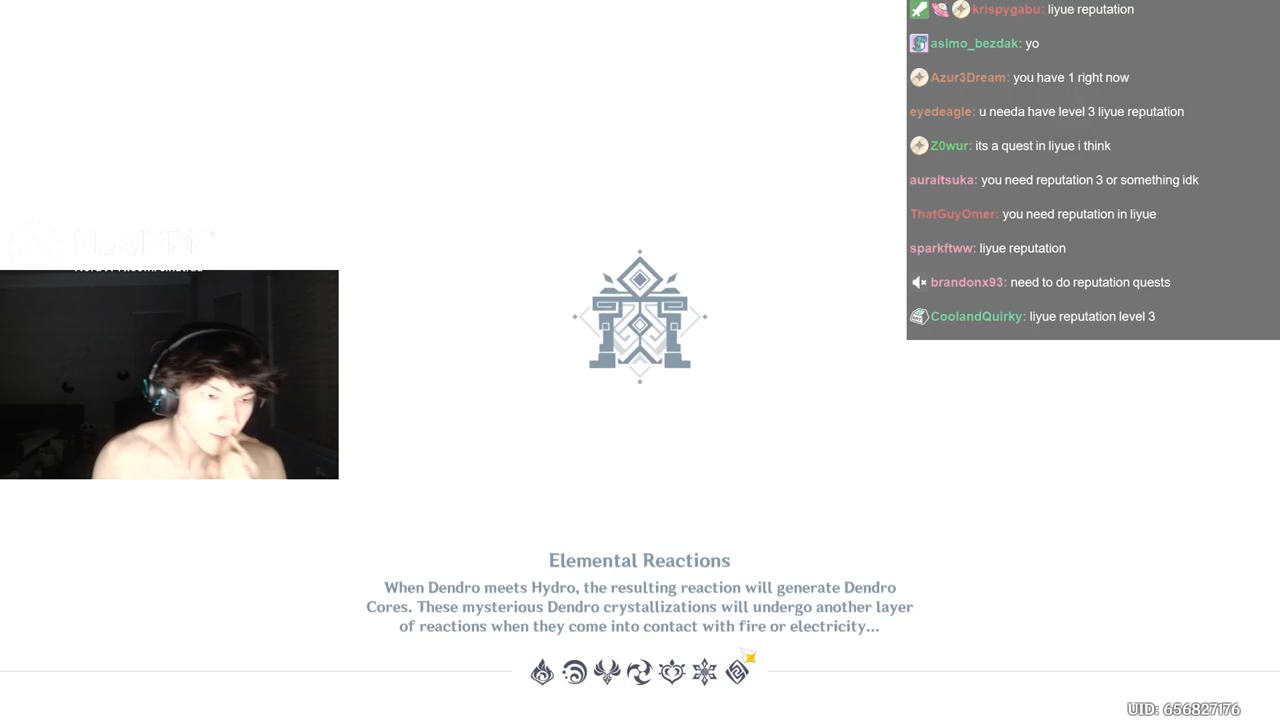 krispygabu: liyue reputation
asimo_bezdak: yo
Azur3Dream: you have 1 right now
eyedeagle: u needa have level 3 liyue reputation
Z0wur: its a quest in liyue i think
auraitsuka: you need reputation 3 or something idk
ThatGuyOmer: you need reputation in liyue
sparkftww: liyue reputation
brandonx93: need to do reputation quests
CoolandQuirky: liyue reputation level 3
NordVPN®
Elemental Reactions
When Dendro meets Hydro, the resulting reaction will generate Dendro
Cores. These mysterious Dendro crystallizations will undergo another layer
of reactions when they come into contact with fire or electricity...
UID: 656827176